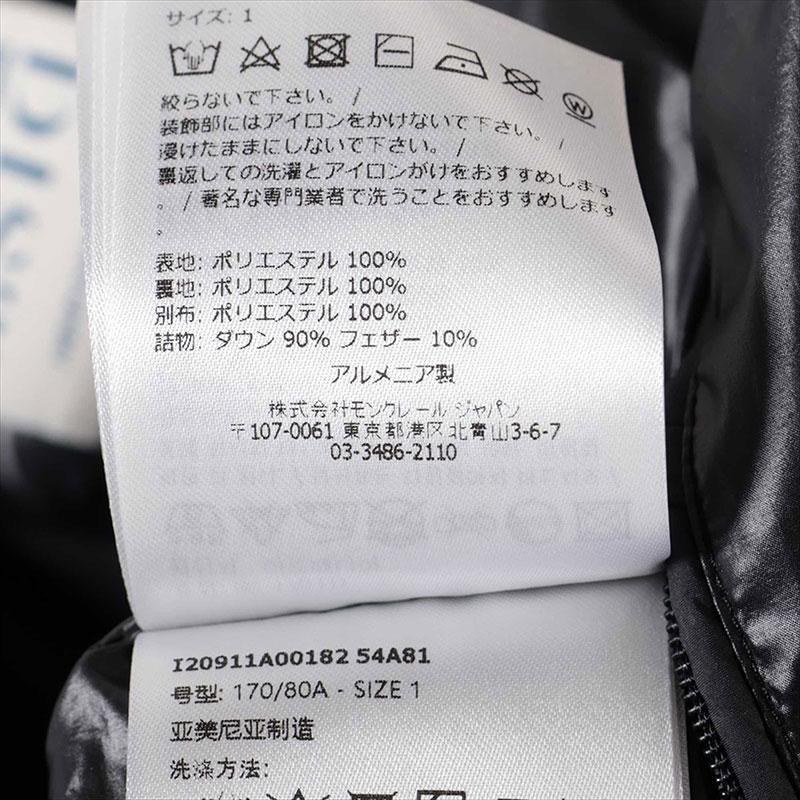 サイズ: 1
絞らないで下さい。 /
装飾部にはアイロンをかけないで下さい。 /
浸けたままにしないで下さい。 /
裏返しての洗濯とアイロンがけをおすすめします
。 / 著名な専門業者で洗うことをおすすめします
。
表地: ポリエステル 100%
裏地: ポリエステル 100%
別布: ポリエステル 100%
詰物: ダウン 90% フェザー 10%
アルメニア製
株式会社モンクレール ジャパン
〒107-0061 東京都港区北青山3-6-7
03-3486-2110
I20911A00182 54A81
号型: 170/80A - SIZE 1
亚美尼亚制造
洗涤方法: